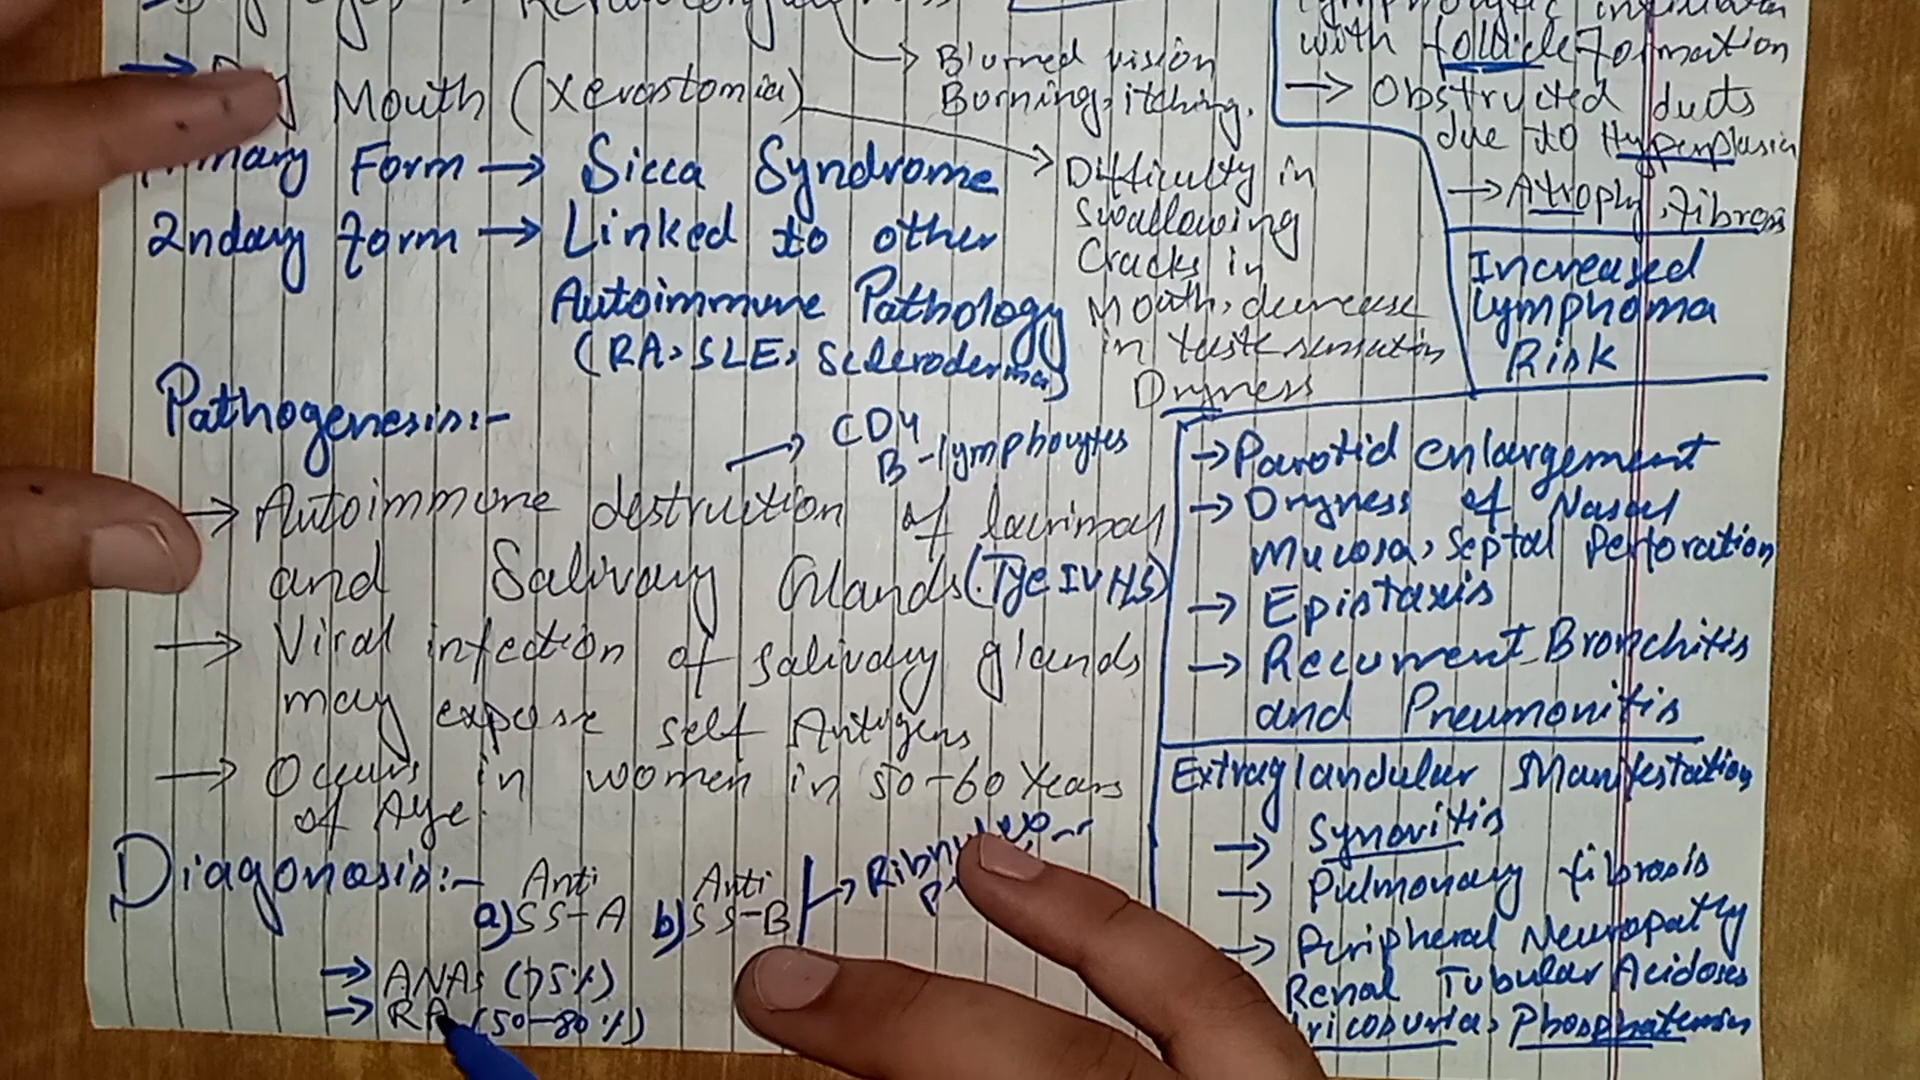 → Mouth (Xerostomia)
→ Blurred vision
Burning, itching.
→ Difficulty in
Swallowing
Cracks in
Mouth, decrease
in taste sensation
Dryness
Form → Sicca Syndrome
2nday form → Linked to other
Autoimmune Pathology
(RA, SLE, Scleroderma)
Pathogenesis:-
→ CD4
B-lymphocytes
→ Autoimmune destruction of lacrimal
and Salivary Glands (Tye IV HS)
→ Viral infection of salivary glands
may expose self Antigens
→ Occurs in women in 50-60 Years
of Age.
Diagonosis:- a) Anti SS-A b) Anti SS-B →
→ ANAs (75%)
→ RA (50-80%)
with follicle formation
→ Obstructed ducts
due to Hyperplasia
→ Atrophy, fibrosis
Increased
Lymphoma
Risk
→ Parotid enlargement
→ Dryness of Nasal
Mucosa, Septal Perforation
→ Epistaxis
→ Recurrent Bronchitis
and Pneumonitis
Extraglandular Manifestation
→ Synovitis
→ Pulmonary fibrosis
→ Peripheral Neuropathy
Renal Tubular Acidoses